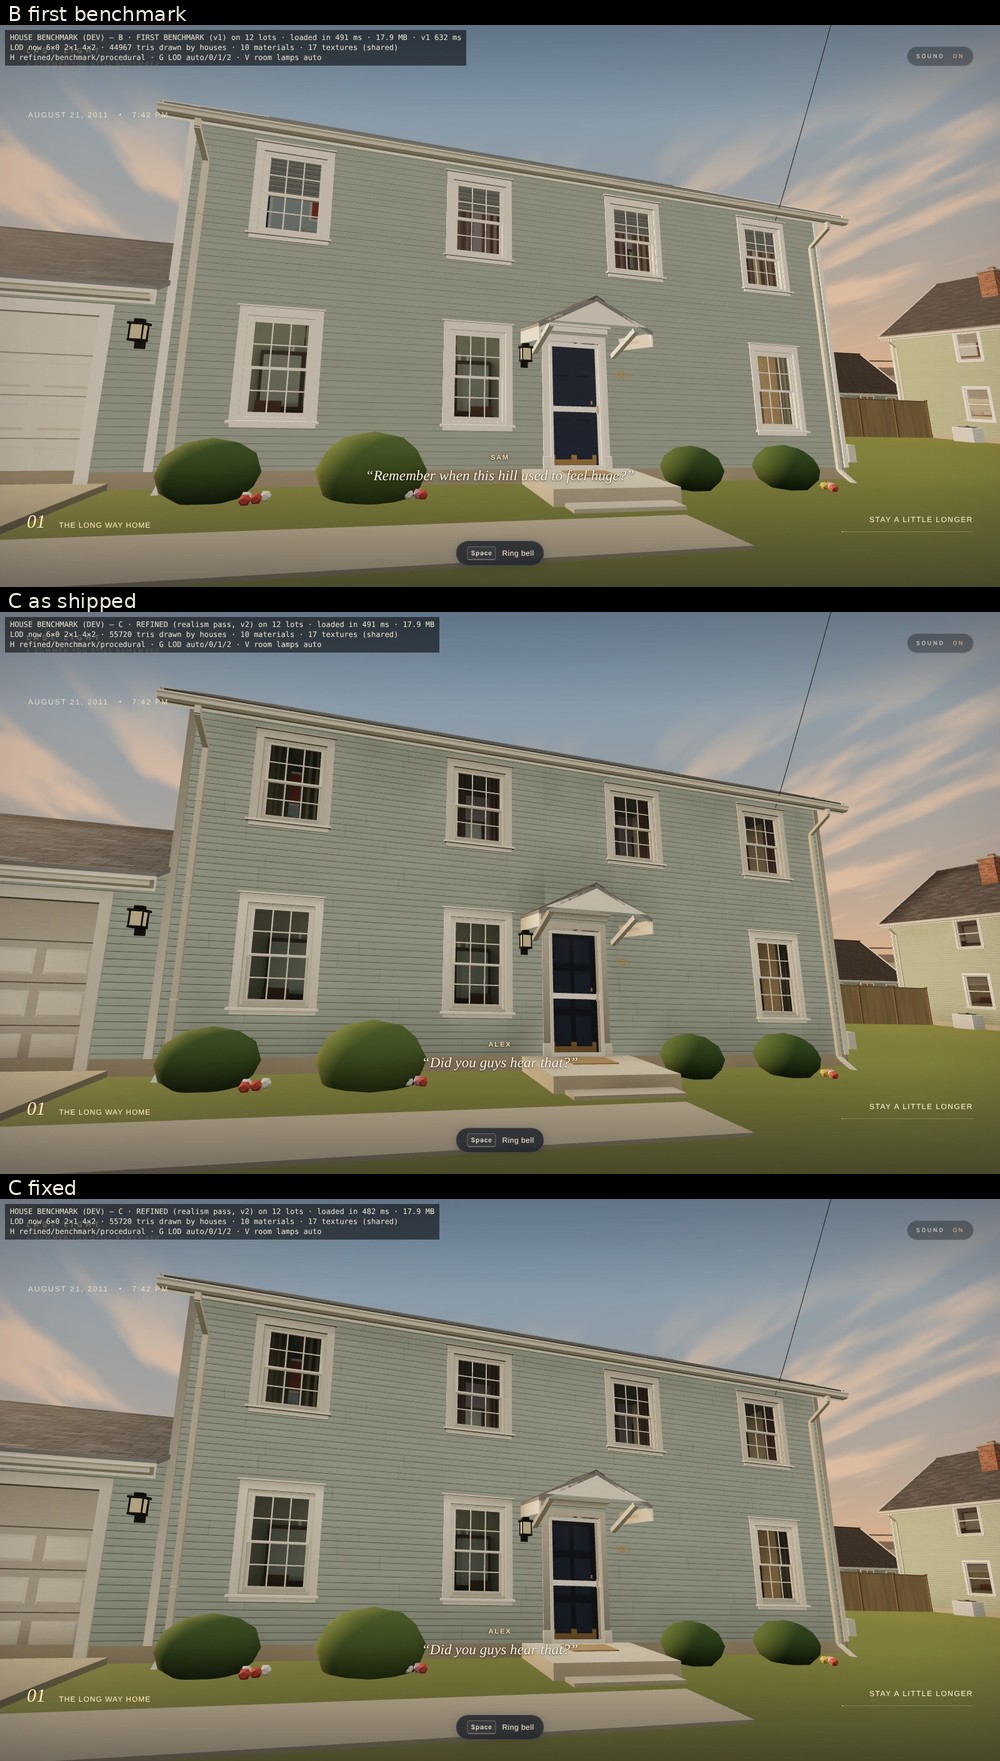 B first benchmark
HOUSE BENCHMARK (DEV) — B · FIRST BENCHMARK (v1) on 12 lots · loaded in 491 ms · 17.9 MB · v1 632 ms
LOD now 6×0 2×1 4×2 · 44967 tris drawn by houses · 10 materials · 17 textures (shared)
H refined/benchmark/procedural · G LOD auto/0/1/2 · V room lamps auto
SOUND ON
AUGUST 21, 2011 • 7:42 PM
SAM
“Remember when this hill used to feel huge?”
01 THE LONG WAY HOME
STAY A LITTLE LONGER
Space Ring bell
C as shipped
HOUSE BENCHMARK (DEV) — C · REFINED (realism pass, v2) on 12 lots · loaded in 491 ms · 17.9 MB
LOD now 6×0 2×1 4×2 · 55720 tris drawn by houses · 10 materials · 17 textures (shared)
H refined/benchmark/procedural · G LOD auto/0/1/2 · V room lamps auto
SOUND ON
AUGUST 21, 2011 • 7:42 PM
ALEX
“Did you guys hear that?”
01 THE LONG WAY HOME
STAY A LITTLE LONGER
Space Ring bell
C fixed
HOUSE BENCHMARK (DEV) — C · REFINED (realism pass, v2) on 12 lots · loaded in 482 ms · 17.9 MB
LOD now 6×0 2×1 4×2 · 55720 tris drawn by houses · 10 materials · 17 textures (shared)
H refined/benchmark/procedural · G LOD auto/0/1/2 · V room lamps auto
SOUND ON
AUGUST 21, 2011 • 7:42 PM
ALEX
“Did you guys hear that?”
01 THE LONG WAY HOME
STAY A LITTLE LONGER
Space Ring bell